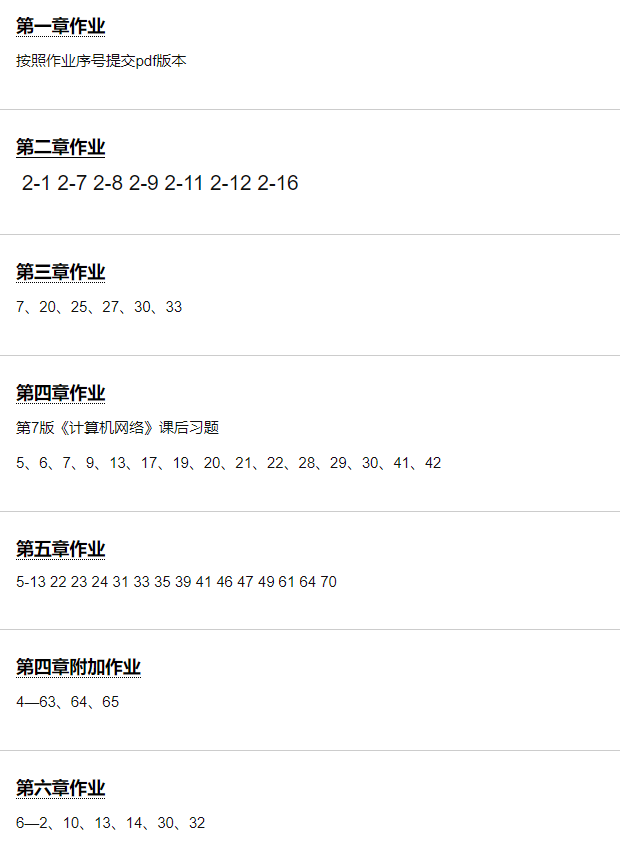 第一章作业
按照作业序号提交pdf版本
第二章作业
2-1 2-7 2-8 2-9 2-11 2-12 2-16
第三章作业
7、20、25、27、30、33
第四章作业
第7版《计算机网络》课后习题
5、6、7、9、13、17、19、20、21、22、28、29、30、41、42
第五章作业
5-13 22 23 24 31 33 35 39 41 46 47 49 61 64 70
第四章附加作业
4—63、64、65
第六章作业
6—2、10、13、14、30、32